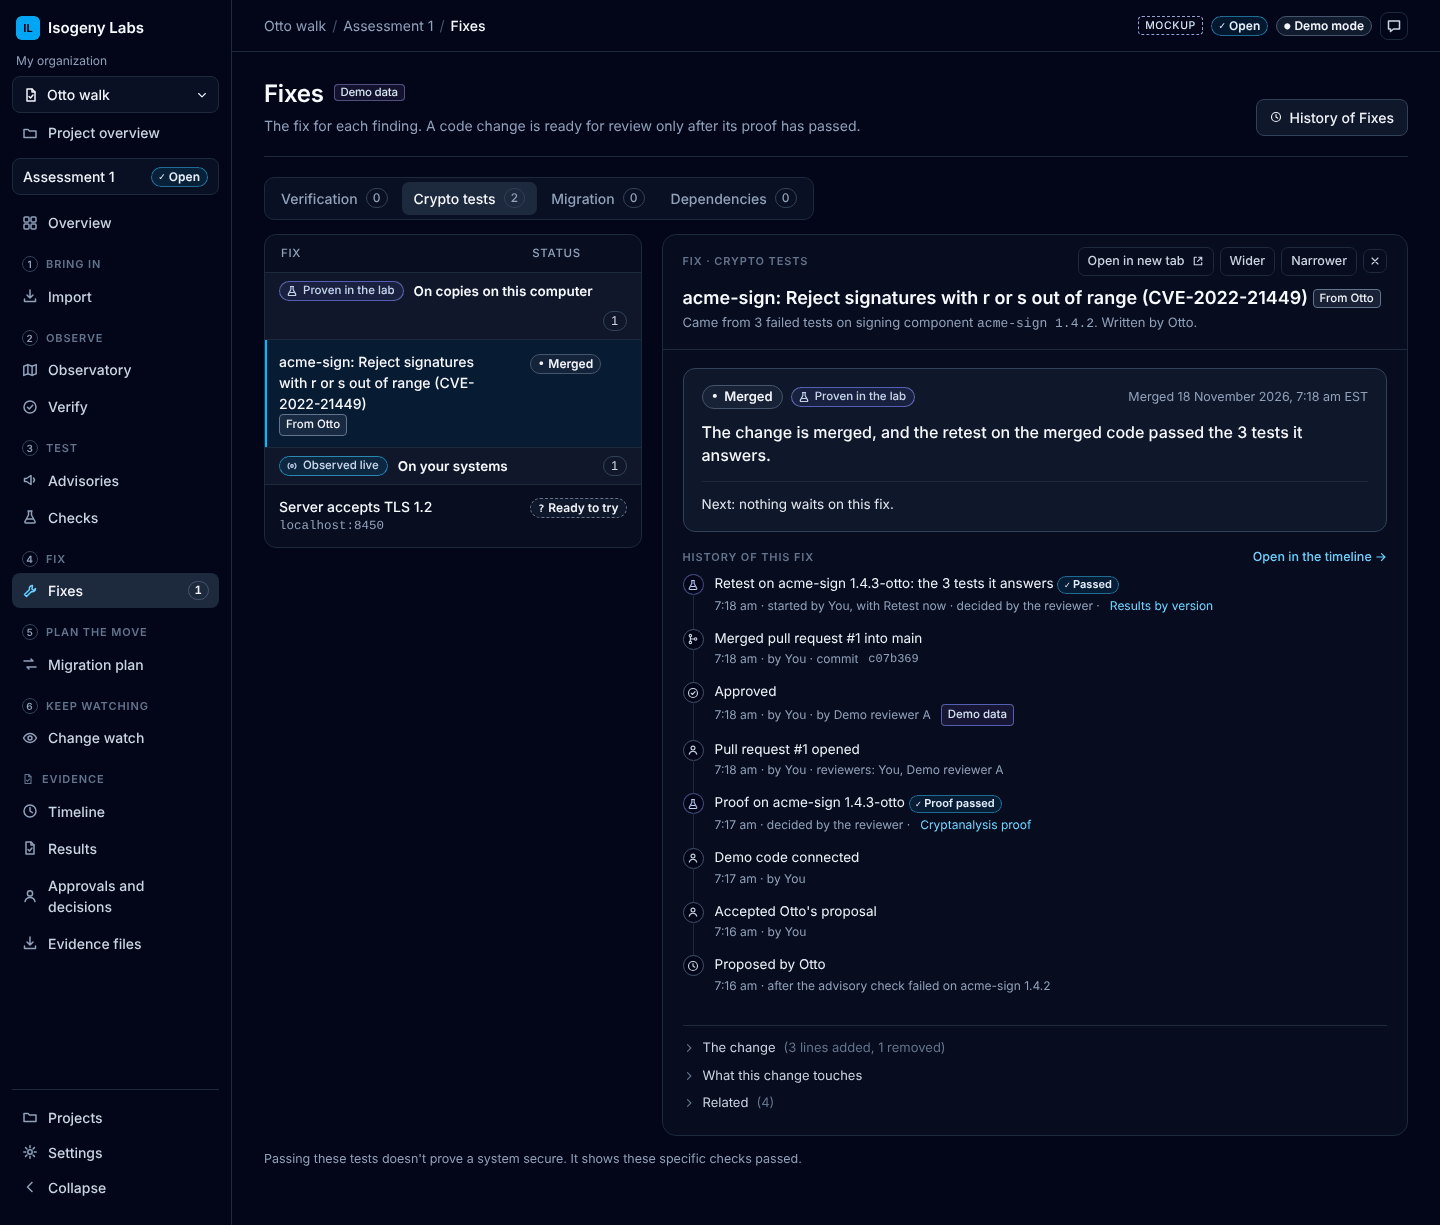 IL Isogeny Labs
My organization
Otto walk
Project overview
Assessment 1 ✓ Open
Overview
1 BRING IN
Import
2 OBSERVE
Observatory
Verify
3 TEST
Advisories
Checks
4 FIX
Fixes 1
5 PLAN THE MOVE
Migration plan
6 KEEP WATCHING
Change watch
EVIDENCE
Timeline
Results
Approvals and
decisions
Evidence files
Projects
Settings
Collapse
Otto walk / Assessment 1 / Fixes
MOCKUP ✓ Open • Demo mode
Fixes Demo data
The fix for each finding. A code change is ready for review only after its proof has passed.
History of Fixes
Verification 0 Crypto tests 2 Migration 0 Dependencies 0
FIX STATUS
Proven in the lab On copies on this computer
1
acme-sign: Reject signatures
with r or s out of range (CVE-
2022-21449)
• Merged
From Otto
Observed live On your systems 1
Server accepts TLS 1.2
? Ready to try
localhost:8450
FIX · CRYPTO TESTS
Open in new tab Wider Narrower
acme-sign: Reject signatures with r or s out of range (CVE-2022-21449) From Otto
Came from 3 failed tests on signing component acme-sign 1.4.2. Written by Otto.
• Merged Proven in the lab Merged 18 November 2026, 7:18 am EST
The change is merged, and the retest on the merged code passed the 3 tests it
answers.
Next: nothing waits on this fix.
HISTORY OF THIS FIX Open in the timeline →
Retest on acme-sign 1.4.3-otto: the 3 tests it answers ✓ Passed
7:18 am · started by You, with Retest now · decided by the reviewer · Results by version
Merged pull request #1 into main
7:18 am · by You · commit c07b369
Approved
7:18 am · by You · by Demo reviewer A Demo data
Pull request #1 opened
7:18 am · by You · reviewers: You, Demo reviewer A
Proof on acme-sign 1.4.3-otto ✓ Proof passed
7:17 am · decided by the reviewer · Cryptanalysis proof
Demo code connected
7:17 am · by You
Accepted Otto's proposal
7:16 am · by You
Proposed by Otto
7:16 am · after the advisory check failed on acme-sign 1.4.2
The change (3 lines added, 1 removed)
What this change touches
Related (4)
Passing these tests doesn't prove a system secure. It shows these specific checks passed.